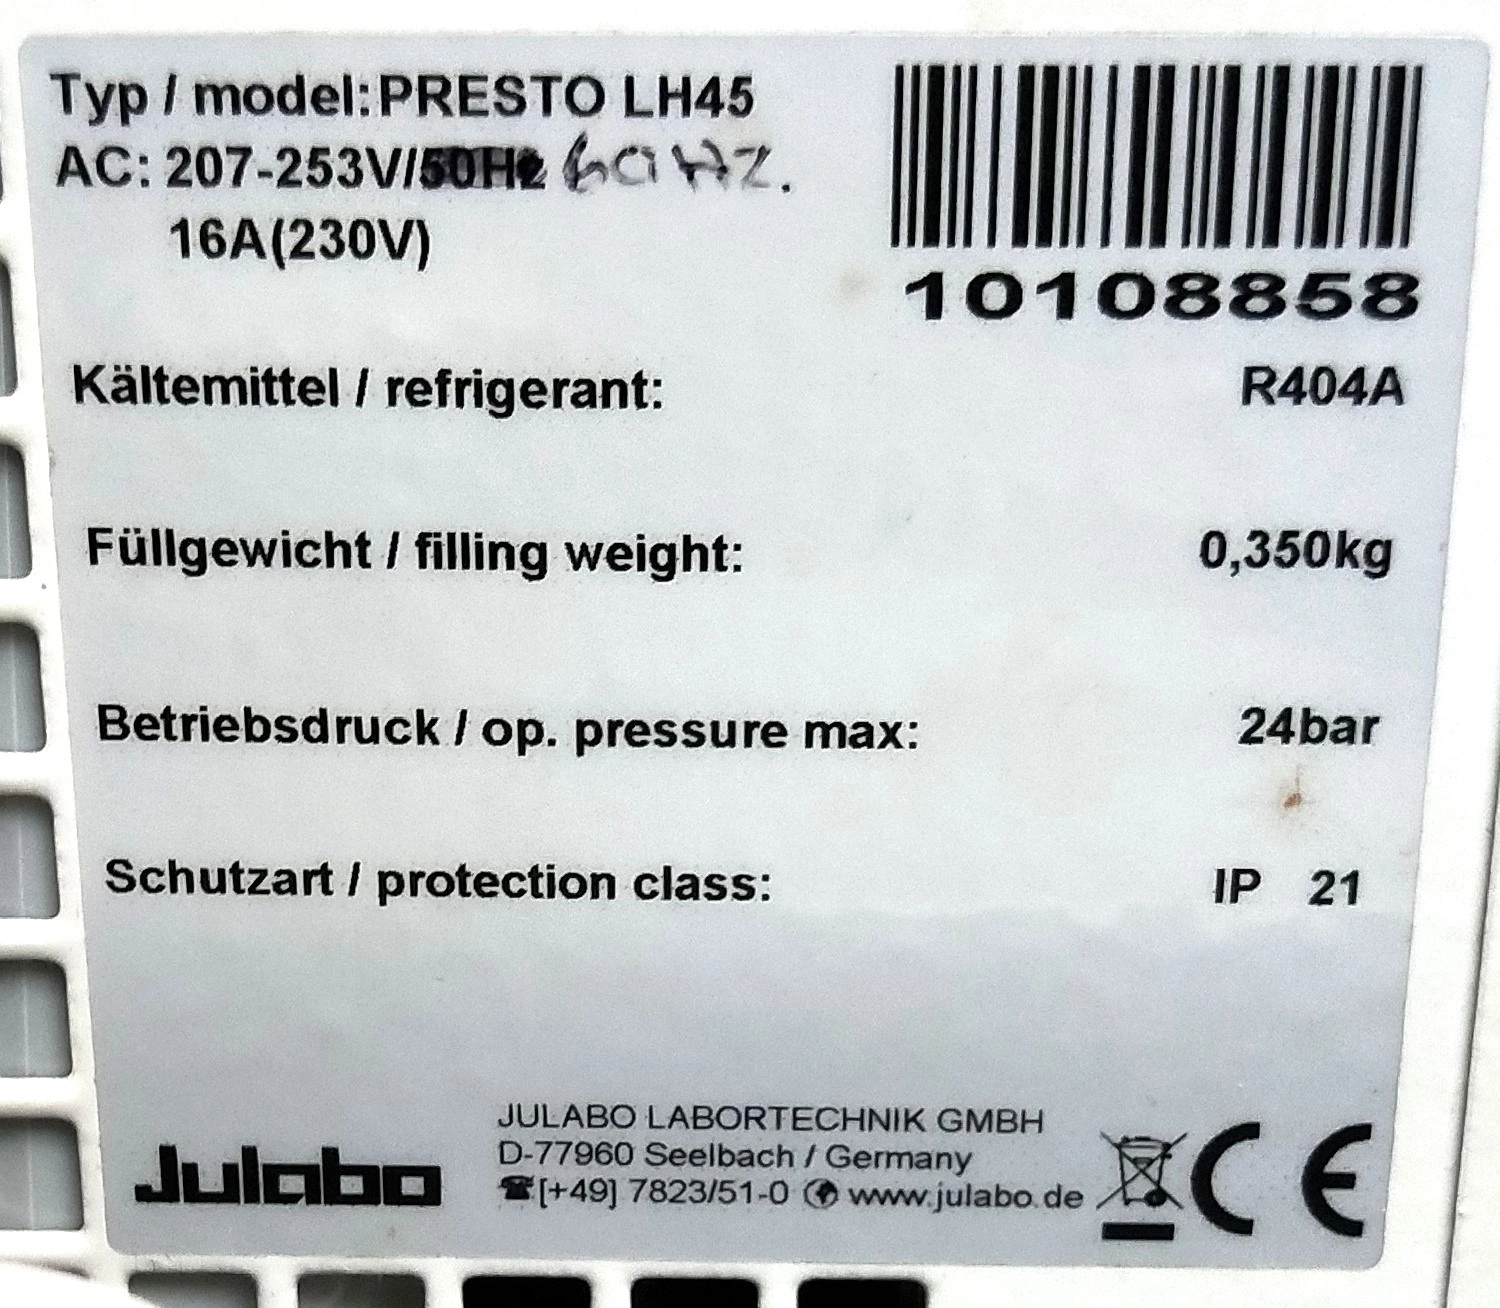 Typ / model:PRESTO LH45
AC: 207-253V/50Hz 60HZ.
16A(230V)
10108858
Kältemittel / refrigerant: R404A
Füllgewicht / filling weight: 0,350kg
Betriebsdruck / op. pressure max: 24bar
Schutzart / protection class: IP 21
Julabo
JULABO LABORTECHNIK GMBH
D-77960 Seelbach / Germany
☎[+49] 7823/51-0 www.julabo.de
CE